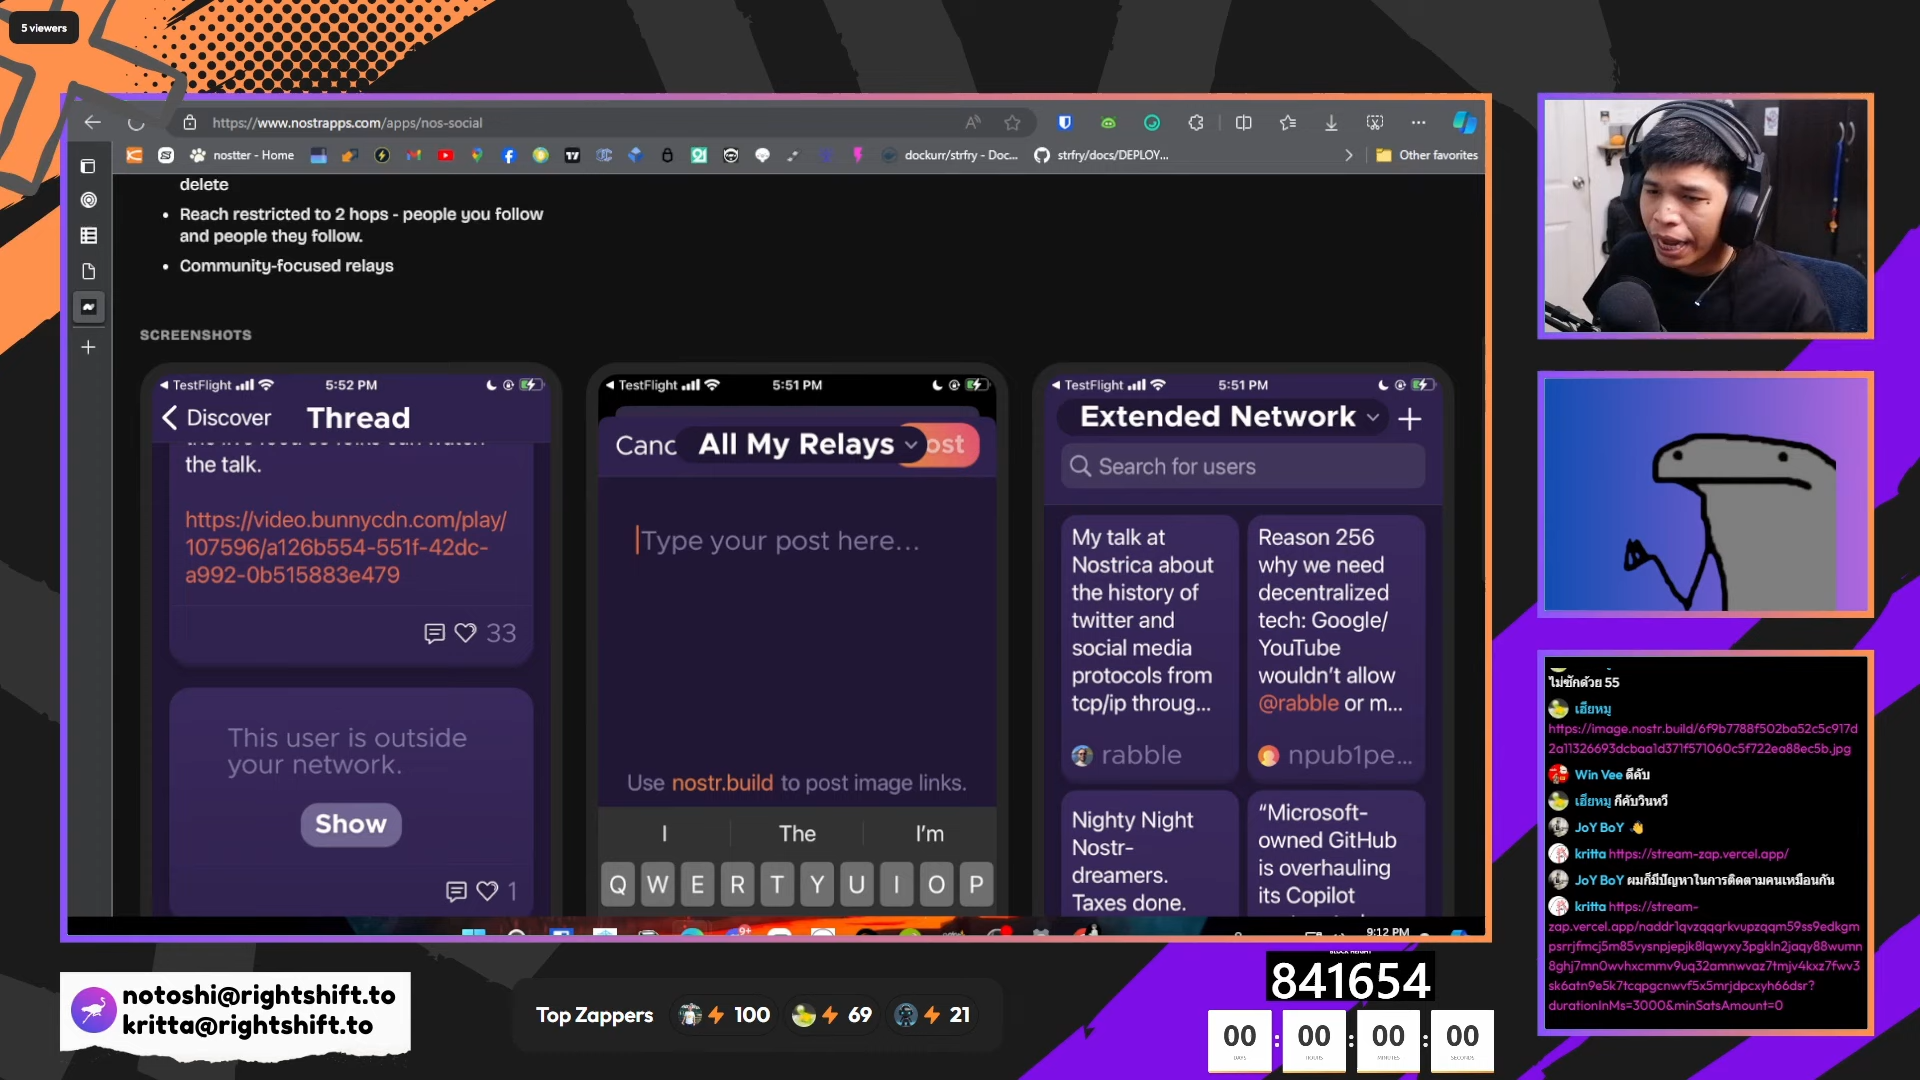 5 viewers
https://www.nostrapps.com/apps/nos-social
nostter - Home
dockurr/strfry - Doc...
strfry/docs/DEPLOY...
Other favorites
delete
Reach restricted to 2 hops - people you follow
and people they follow.
Community-focused relays
SCREENSHOTS
TestFlight
5:52 PM
Discover
Thread
the talk.
https://video.bunnycdn.com/play/
107596/a126b554-551f-42dc-
a992-0b515883e479
33
This user is outside
your network.
Show
1
TestFlight
5:51 PM
Canc
All My Relays
ost
Type your post here...
Use nostr.build to post image links.
I
The
I'm
Q W E R T Y U I O P
TestFlight
5:51 PM
Extended Network
Search for users
My talk at
Nostrica about
the history of
twitter and
social media
protocols from
tcp/ip throug...
rabble
Reason 256
why we need
decentralized
tech: Google/
YouTube
wouldn't allow
@rabble or m...
npub1pe...
Nighty Night
Nostr-
dreamers.
Taxes done.
"Microsoft-
owned GitHub
is overhauling
its Copilot
9+
9:12 PM
ไม่ซักด้วย 55
เฮียหมู
https://image.nostr.build/6f9b7788f502ba52c5c917d
2a11326693dcbaa1d371f571060c5f722ea88ec5b.jpg
Win Vee ดีคับ
เฮียหมู กีคับวินหวี
JoY BoY 👋
kritta https://stream-zap.vercel.app/
JoY BoY ผมก็มีปัญหาในการติดตามคนเหมือนกัน
kritta https://stream-
zap.vercel.app/naddr1qvzqqqrkvupzqqm59ss9edkgm
psrrjfmcj5m85vysnpjepjk8lqwyxy3pgkln2jaqy88wumn
8ghj7mn0wvhxcmmv9uq32amnwvaz7tmjv4kxz7fwv3
sk6atn9e5k7tcqpgcnwvf5x5mrjdpcxyh66dsr?
durationInMs=3000&minSatsAmount=0
notoshi@rightshift.to
kritta@rightshift.to
Top Zappers
100
69
21
BLOCK HEIGHT
841654
00 : 00 : 00 : 00
DAYS HOURS MINUTES SECONDS